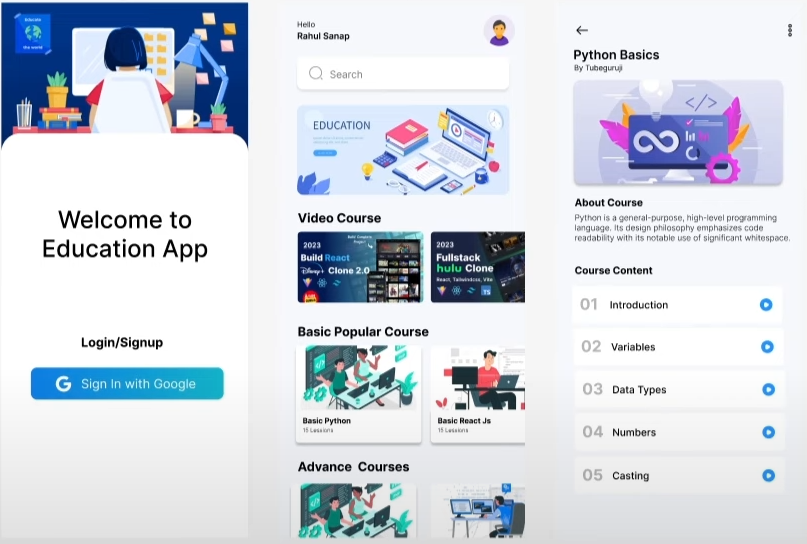 Educate
the world
Welcome to
Education App
Login/Signup
G Sign In with Google
Hello
Rahul Sanap
Search
EDUCATION
Video Course
2023
Build React
Disney+ Clone 2.0
2023
Fullstack
hulu Clone
React, Tailwindcss, Vite
TS
Basic Popular Course
Basic Python
15 Lessions
Basic React Js
15 Lessions
Advance Courses
Python Basics
By Tubeguruji
</>
About Course
Python is a general-purpose, high-level programming
language. Its design philosophy emphasizes code
readability with its notable use of significant whitespace.
Course Content
01 Introduction
02 Variables
03 Data Types
04 Numbers
05 Casting